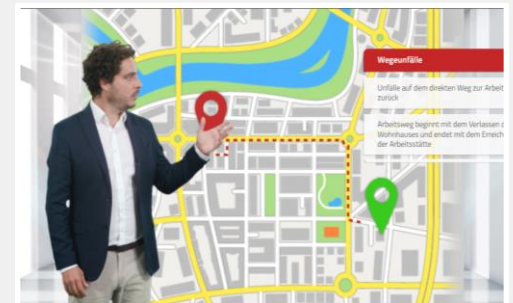 Wegeunfälle
Unfälle auf dem direkten Weg zur Arbeit
zurück
Arbeitsweg beginnt mit dem Verlassen
Wohnhauses und endet mit dem
der Arbeitsstätte